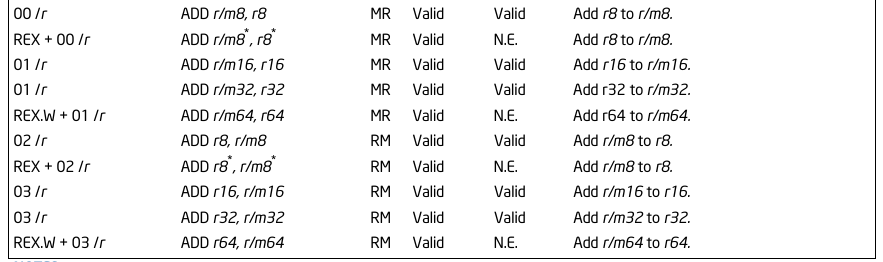 00 /r ADD r/m8, r8 MR Valid Valid Add r8 to r/m8.
REX + 00 /r ADD r/m8*, r8* MR Valid N.E. Add r8 to r/m8.
01 /r ADD r/m16, r16 MR Valid Valid Add r16 to r/m16.
01 /r ADD r/m32, r32 MR Valid Valid Add r32 to r/m32.
REX.W + 01 /r ADD r/m64, r64 MR Valid N.E. Add r64 to r/m64.
02 /r ADD r8, r/m8 RM Valid Valid Add r/m8 to r8.
REX + 02 /r ADD r8*, r/m8* RM Valid N.E. Add r/m8 to r8.
03 /r ADD r16, r/m16 RM Valid Valid Add r/m16 to r16.
03 /r ADD r32, r/m32 RM Valid Valid Add r/m32 to r32.
REX.W + 03 /r ADD r64, r/m64 RM Valid N.E. Add r/m64 to r64.